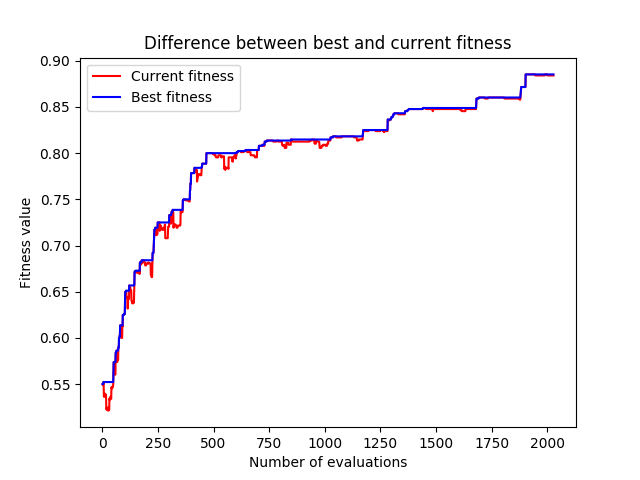 Difference between best and current fitness
Current fitness
Best fitness
0.90
0.85
0.80
0.75
0.70
0.65
0.60
0.55
Fitness value
0 250 500 750 1000 1250 1500 1750 2000
Number of evaluations